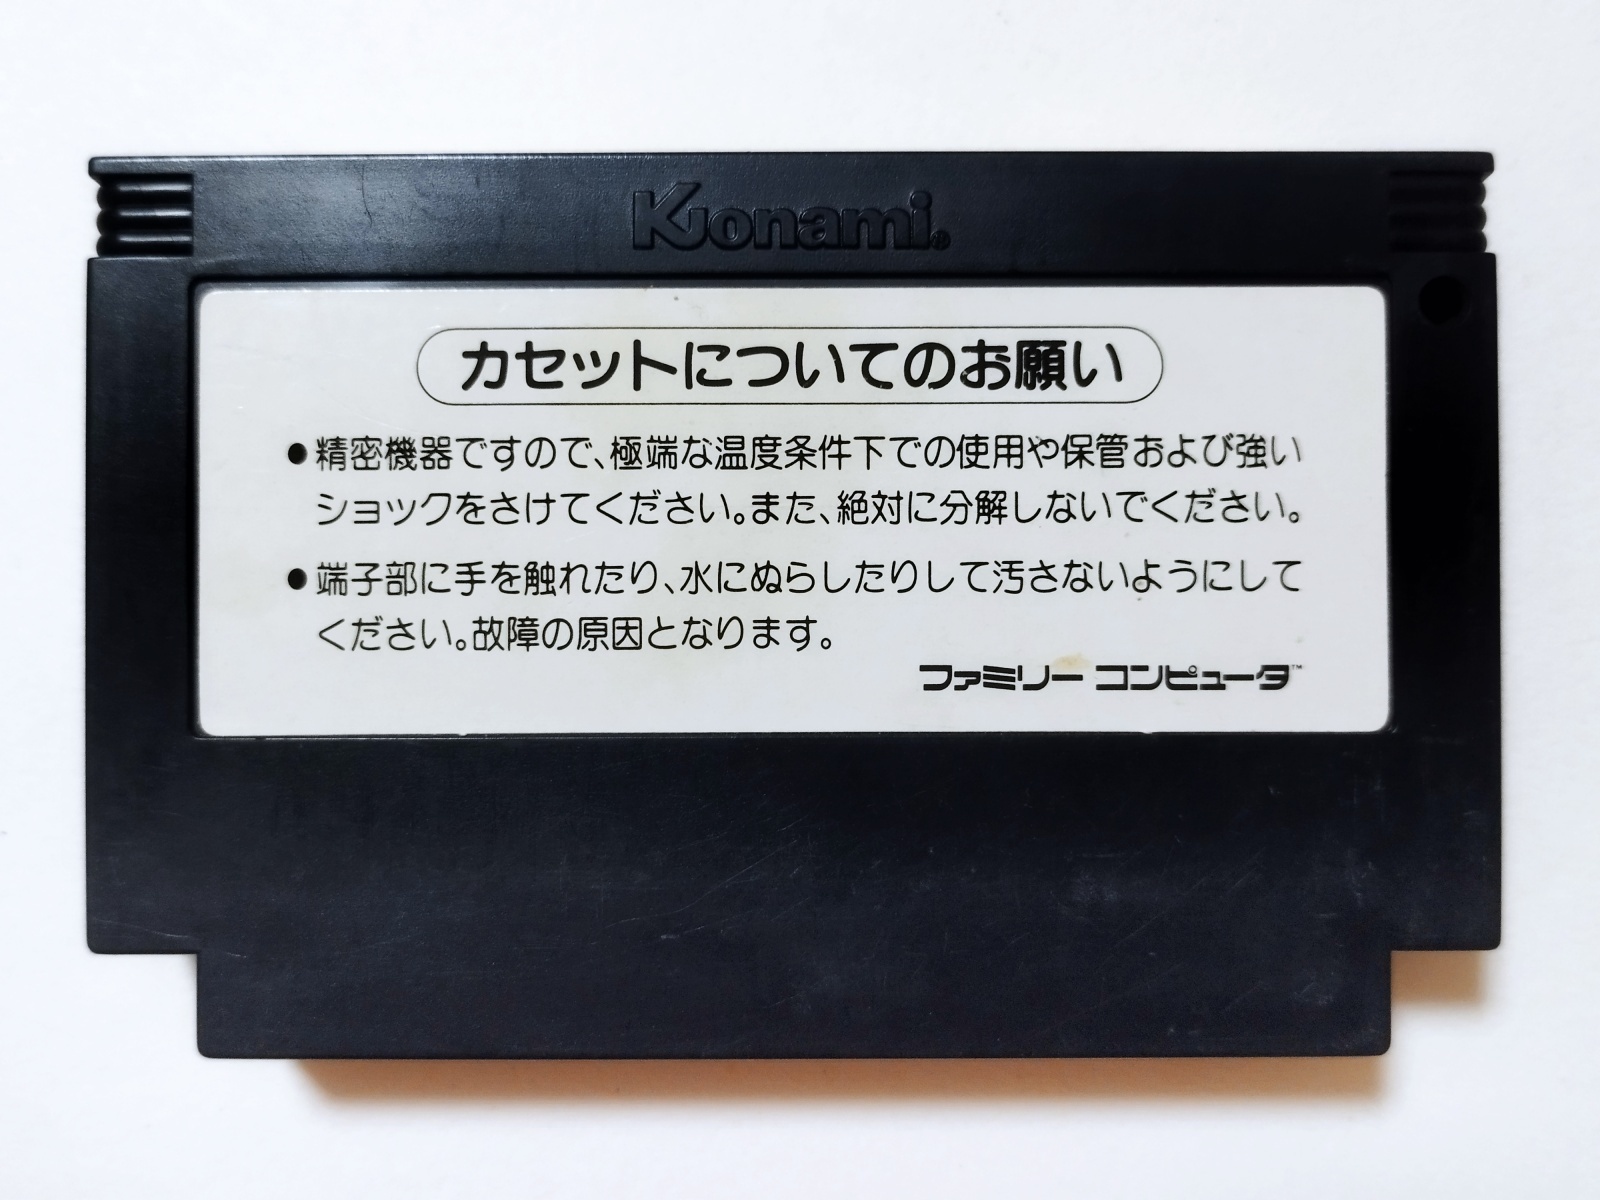 Konami®
カセットについてのお願い
●精密機器ですので、極端な温度条件下での使用や保管および強い
ショックをさけてください。また、絶対に分解しないでください。
●端子部に手を触れたり、水にぬらしたりして汚さないようにして
ください。故障の原因となります。
ファミリー コンピュータ™